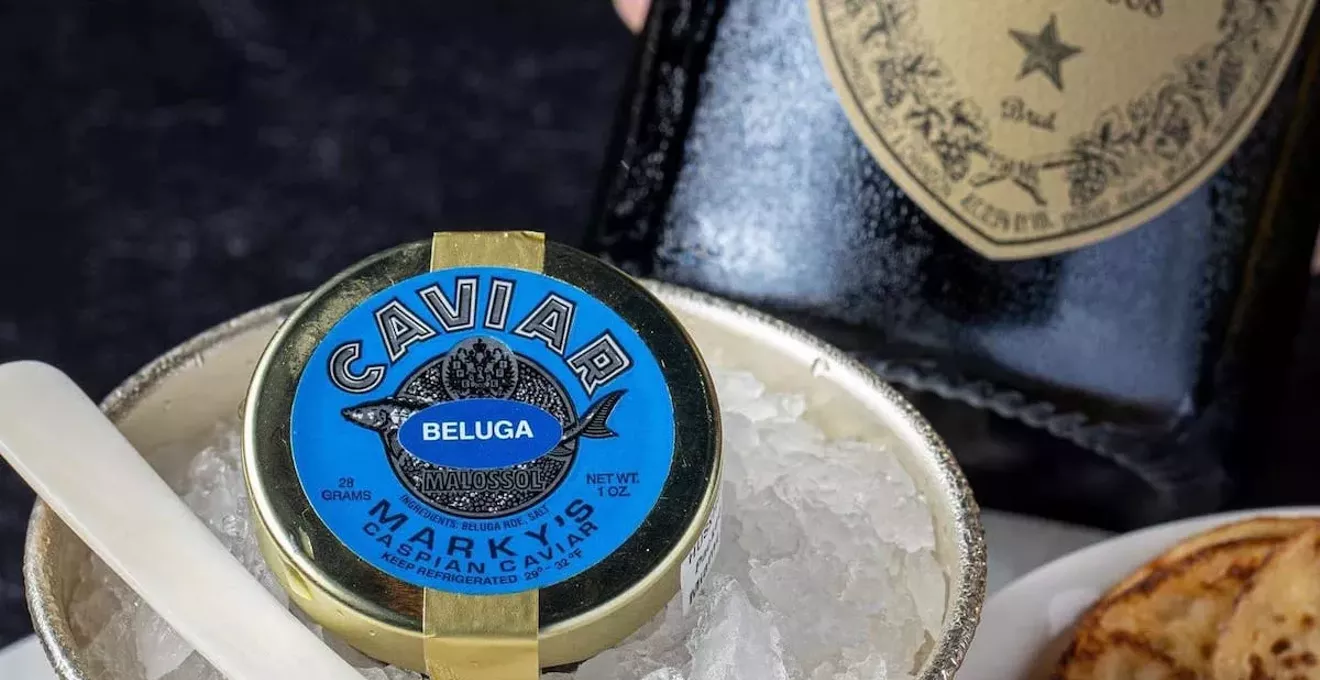 Brut
CAVIAR
BELUGA
MALOSSOL
28
GRAMS
NET WT.
1 OZ.
INGREDIENTS: BELUGA ROE, SALT
MARKY'S
CASPIAN CAVIAR
KEEP REFRIGERATED 29° - 32°F